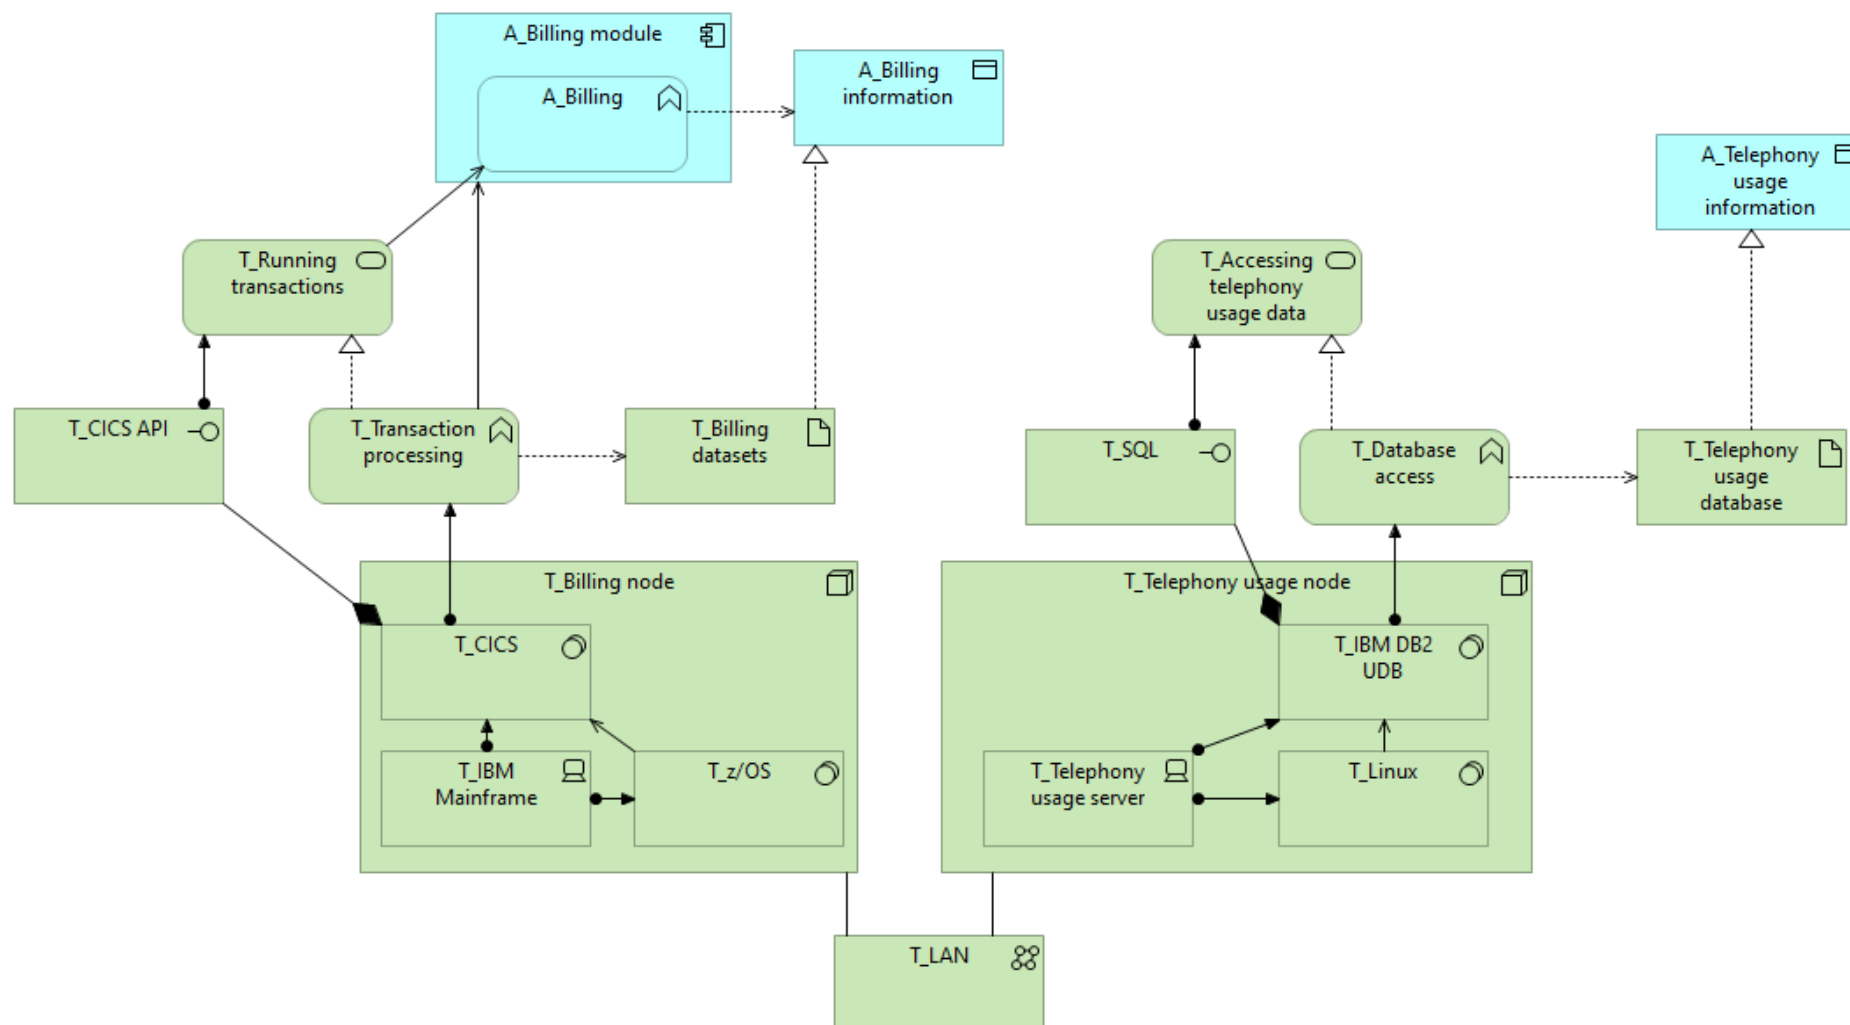 A_Billing module
A_Billing
A_Billing
information
A_Telephony
usage
information
T_Running
transactions
T_Accessing
telephony
usage data
T_CICS API
T_Transaction
processing
T_Billing
datasets
T_SQL
T_Database
access
T_Telephony
usage
database
T_Billing node
T_Telephony usage node
T_CICS
T_IBM DB2
UDB
T_IBM
Mainframe
T_z/OS
T_Telephony
usage server
T_Linux
T_LAN